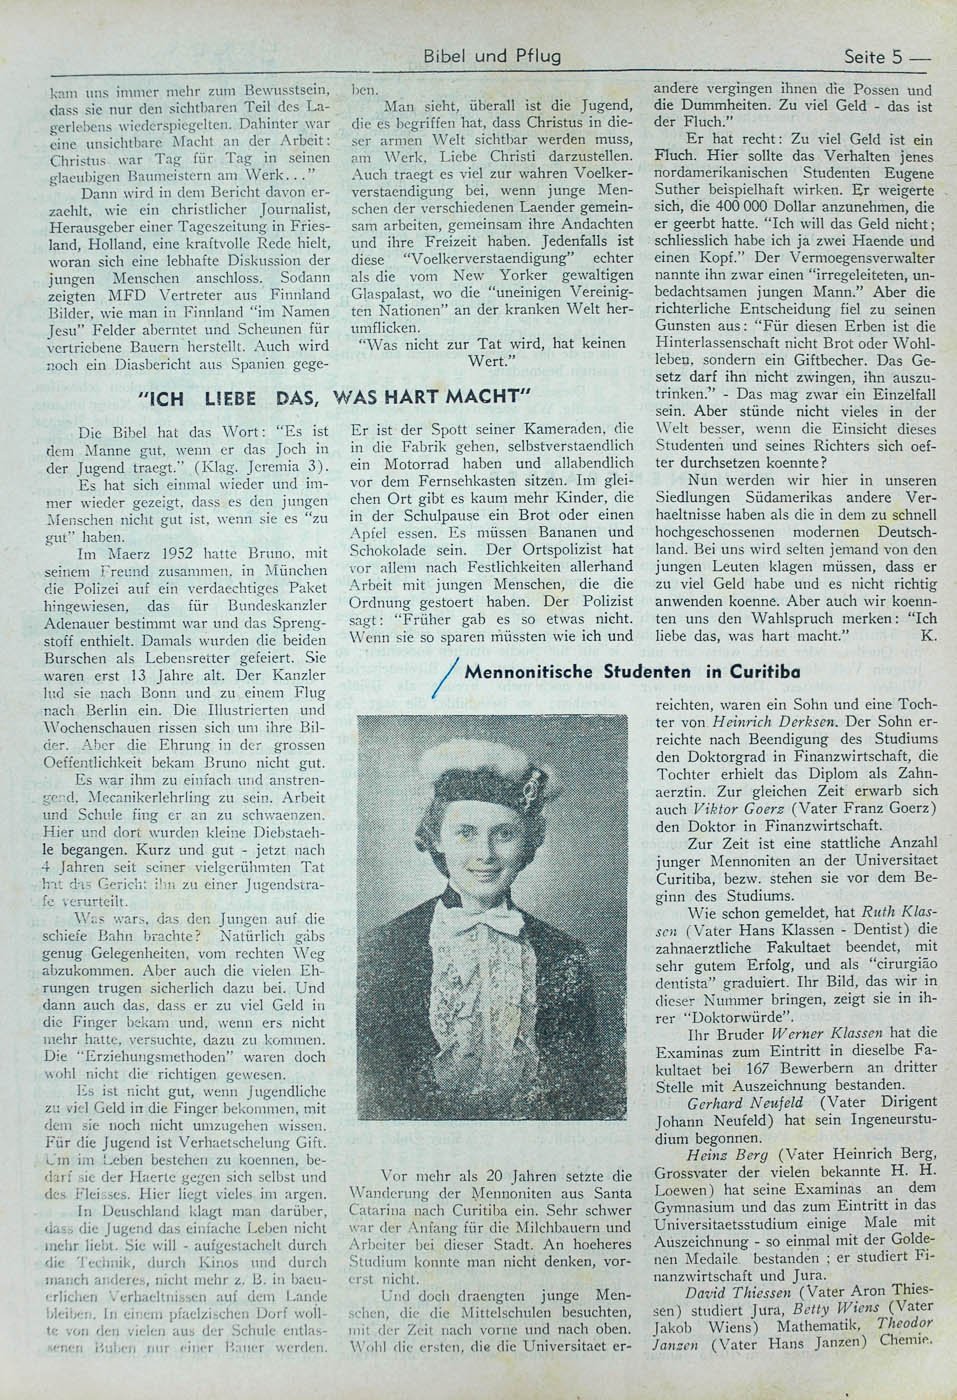 Bibel und Pflug
Seite 5 —
kam uns immer mehr zum Bewusstsein,
dass sie nur den sichtbaren Teil des La-
gerlebens wiederspiegelten. Dahinter war
eine unsichtbare Macht an der Arbeit:
Christus war Tag für Tag in seinen
glaeubigen Baumeistern am Werk..."
Dann wird in dem Bericht davon er-
zaehlt, wie ein christlicher Journalist,
Herausgeber einer Tageszeitung in Fries-
land, Holland, eine kraftvolle Rede hielt,
woran sich eine lebhafte Diskussion der
jungen Menschen anschloss. Sodann
zeigten MFD Vertreter aus Finnland
Bilder, wie man in Finnland "im Namen
Jesu" Felder aberntet und Scheunen für
vertriebene Bauern herstellt. Auch wird
noch ein Diasbericht aus Spanien gege-
ben.
Man sieht, überall ist die Jugend,
die es begriffen hat, dass Christus in die-
ser armen Welt sichtbar werden muss,
am Werk, Liebe Christi darzustellen.
Auch traegt es viel zur wahren Voelker-
verstaendigung bei, wenn junge Men-
schen der verschiedenen Laender gemein-
sam arbeiten, gemeinsam ihre Andachten
und ihre Freizeit haben. Jedenfalls ist
diese "Voelkerverstaendigung" echter
als die vom New Yorker gewaltigen
Glaspalast, wo die "uneinigen Vereinig-
ten Nationen" an der kranken Welt her-
umflicken.
"Was nicht zur Tat wird, hat keinen
Wert."
"ICH LIEBE DAS, WAS HART MACHT"
Die Bibel hat das Wort: "Es ist
dem Manne gut, wenn er das Joch in
der Jugend traegt." (Klag. Jeremia 3).
Es hat sich einmal wieder und im-
mer wieder gezeigt, dass es den jungen
Menschen nicht gut ist, wenn sie es "zu
gut" haben.
Im Maerz 1952 hatte Bruno, mit
seinem Freund zusammen, in München
die Polizei auf ein verdaechtiges Paket
hingewiesen, das für Bundeskanzler
Adenauer bestimmt war und das Spreng-
stoff enthielt. Damals wurden die beiden
Burschen als Lebensretter gefeiert. Sie
waren erst 13 Jahre alt. Der Kanzler
lud sie nach Bonn und zu einem Flug
nach Berlin ein. Die Illustrierten und
Wochenschauen rissen sich um ihre Bil-
der. Aber die Ehrung in der grossen
Oeffentlichkeit bekam Bruno nicht gut.
Es war ihm zu einfach und anstren-
gend, Mecanikerlehrling zu sein. Arbeit
und Schule fing er an zu schwaenzen.
Hier und dort wurden kleine Diebstaeh-
le begangen. Kurz und gut - jetzt nach
4 Jahren seit seiner vielgerühmten Tat
hat das Gericht ihn zu einer Jugendstra-
fe verurteilt.
Was wars, das den Jungen auf die
schiefe Bahn brachte? Natürlich gäbs
genug Gelegenheiten, vom rechten Weg
abzukommen. Aber auch die vielen Eh-
rungen trugen sicherlich dazu bei. Und
dann auch das, dass er zu viel Geld in
die Finger bekam und, wenn ers nicht
mehr hatte, versuchte, dazu zu kommen.
Die "Erziehungsmethoden" waren doch
wohl nicht die richtigen gewesen.
Es ist nicht gut, wenn Jugendliche
zu viel Geld in die Finger bekommen, mit
dem sie noch nicht umzugehen wissen.
Für die Jugend ist Verhaetschelung Gift.
Um im Leben bestehen zu koennen, be-
darf sie der Haerte gegen sich selbst und
des Fleisses. Hier liegt vieles im argen.
In Deuschland klagt man darüber,
dass die Jugend das einfache Leben nicht
mehr liebt. Sie will - aufgestachelt durch
die Technik, durch Kinos und durch
manch anderes, nicht mehr z. B. in baeu-
erlichen Verhaeltnissen auf dem Lande
bleiben. In einem pfaelzischen Dorf woll-
te von den vielen aus der Schule entlas-
senen Buben nur einer Bauer werden.
Er ist der Spott seiner Kameraden, die
in die Fabrik gehen, selbstverstaendlich
ein Motorrad haben und allabendlich
vor dem Fernsehkasten sitzen. Im glei-
chen Ort gibt es kaum mehr Kinder, die
in der Schulpause ein Brot oder einen
Apfel essen. Es müssen Bananen und
Schokolade sein. Der Ortspolizist hat
vor allem nach Festlichkeiten allerhand
Arbeit mit jungen Menschen, die die
Ordnung gestoert haben. Der Polizist
sagt: "Früher gab es so etwas nicht.
Wenn sie so sparen müssten wie ich und
andere vergingen ihnen die Possen und
die Dummheiten. Zu viel Geld - das ist
der Fluch."
Er hat recht: Zu viel Geld ist ein
Fluch. Hier sollte das Verhalten jenes
nordamerikanischen Studenten Eugene
Suther beispielhaft wirken. Er weigerte
sich, die 400 000 Dollar anzunehmen, die
er geerbt hatte. "Ich will das Geld nicht;
schliesslich habe ich ja zwei Haende und
einen Kopf." Der Vermoegensverwalter
nannte ihn zwar einen "irregeleiteten, un-
bedachtsamen jungen Mann." Aber die
richterliche Entscheidung fiel zu seinen
Gunsten aus: "Für diesen Erben ist die
Hinterlassenschaft nicht Brot oder Wohl-
leben, sondern ein Giftbecher. Das Ge-
setz darf ihn nicht zwingen, ihn auszu-
trinken." - Das mag zwar ein Einzelfall
sein. Aber stünde nicht vieles in der
Welt besser, wenn die Einsicht dieses
Studenten und seines Richters sich oef-
ter durchsetzen koennte?
Nun werden wir hier in unseren
Siedlungen Südamerikas andere Ver-
haeltnisse haben als die in dem zu schnell
hochgeschossenen modernen Deutsch-
land. Bei uns wird selten jemand von den
jungen Leuten klagen müssen, dass er
zu viel Geld habe und es nicht richtig
anwenden koenne. Aber auch wir koenn-
ten uns den Wahlspruch merken: "Ich
liebe das, was hart macht." K.
Mennonitische Studenten in Curitiba
Vor mehr als 20 Jahren setzte die
Wanderung der Mennoniten aus Santa
Catarina nach Curitiba ein. Sehr schwer
war der Anfang für die Milchbauern und
Arbeiter bei dieser Stadt. An hoeheres
Studium konnte man nicht denken, vor-
erst nicht.
Und doch draengten junge Men-
schen, die die Mittelschulen besuchten,
mit der Zeit nach vorne und nach oben.
Wohl die ersten, die die Universitaet er-
reichten, waren ein Sohn und eine Toch-
ter von Heinrich Derksen. Der Sohn er-
reichte nach Beendigung des Studiums
den Doktorgrad in Finanzwirtschaft, die
Tochter erhielt das Diplom als Zahn-
aerztin. Zur gleichen Zeit erwarb sich
auch Viktor Goerz (Vater Franz Goerz)
den Doktor in Finanzwirtschaft.
Zur Zeit ist eine stattliche Anzahl
junger Mennoniten an der Universitaet
Curitiba, bezw. stehen sie vor dem Be-
ginn des Studiums.
Wie schon gemeldet, hat Ruth Klas-
sen (Vater Hans Klassen - Dentist) die
zahnaerztliche Fakultaet beendet, mit
sehr gutem Erfolg, und als "cirurgião
dentista" graduiert. Ihr Bild, das wir in
dieser Nummer bringen, zeigt sie in ih-
rer "Doktorwürde".
Ihr Bruder Werner Klassen hat die
Examinas zum Eintritt in dieselbe Fa-
kultaet bei 167 Bewerbern an dritter
Stelle mit Auszeichnung bestanden.
Gerhard Neufeld (Vater Dirigent
Johann Neufeld) hat sein Ingeneurstu-
dium begonnen.
Heinz Berg (Vater Heinrich Berg,
Grossvater der vielen bekannte H. H.
Loewen) hat seine Examinas an dem
Gymnasium und das zum Eintritt in das
Universitaetsstudium einige Male mit
Auszeichnung - so einmal mit der Golde-
nen Medaile bestanden ; er studiert Fi-
nanzwirtschaft und Jura.
David Thiessen (Vater Aron Thies-
sen) studiert Jura, Betty Wiens (Vater
Jakob Wiens) Mathematik, Theodor
Janzen (Vater Hans Janzen) Chemie.